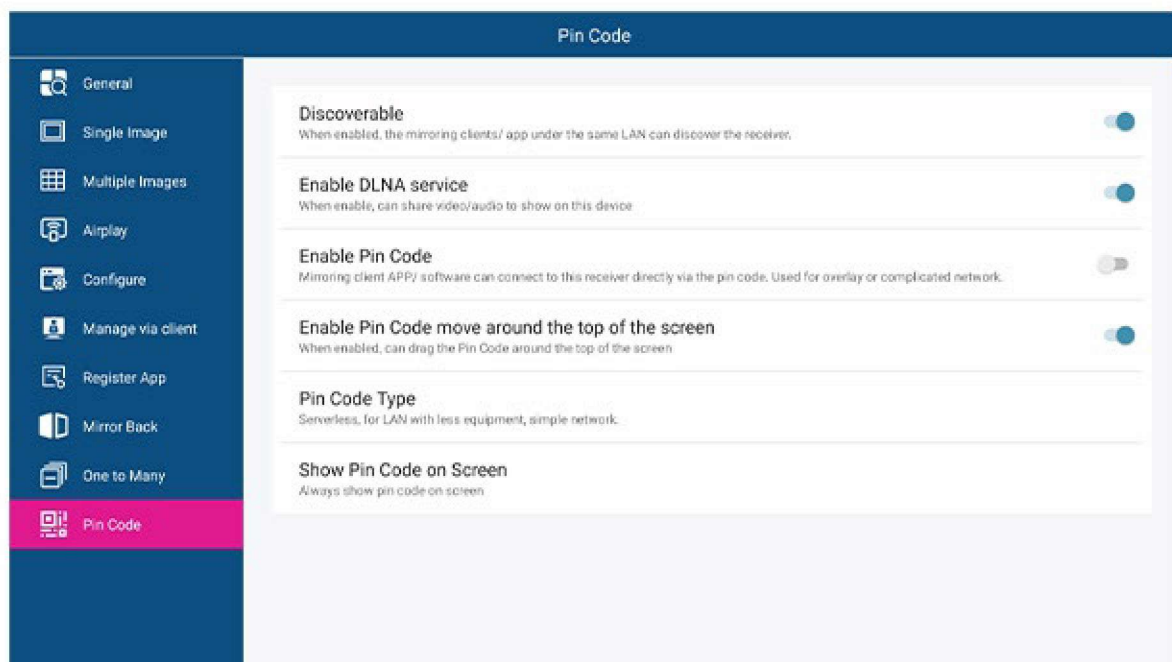 Pin Code
General
Single Image
Multiple Images
Airplay
Configure
Manage via client
Register App
Mirror Back
One to Many
Pin Code
Discoverable
When enabled, the mirroring clients/ app under the same LAN can discover the receiver.
Enable DLNA service
When enable, can share video/audio to show on this device
Enable Pin Code
Mirroring client APP/ software can connect to this receiver directly via the pin code. Used for overlay or complicated network.
Enable Pin Code move around the top of the screen
When enabled, can drag the Pin Code around the top of the screen
Pin Code Type
Serverless, for LAN with less equipment, simple network.
Show Pin Code on Screen
Always show pin code on screen